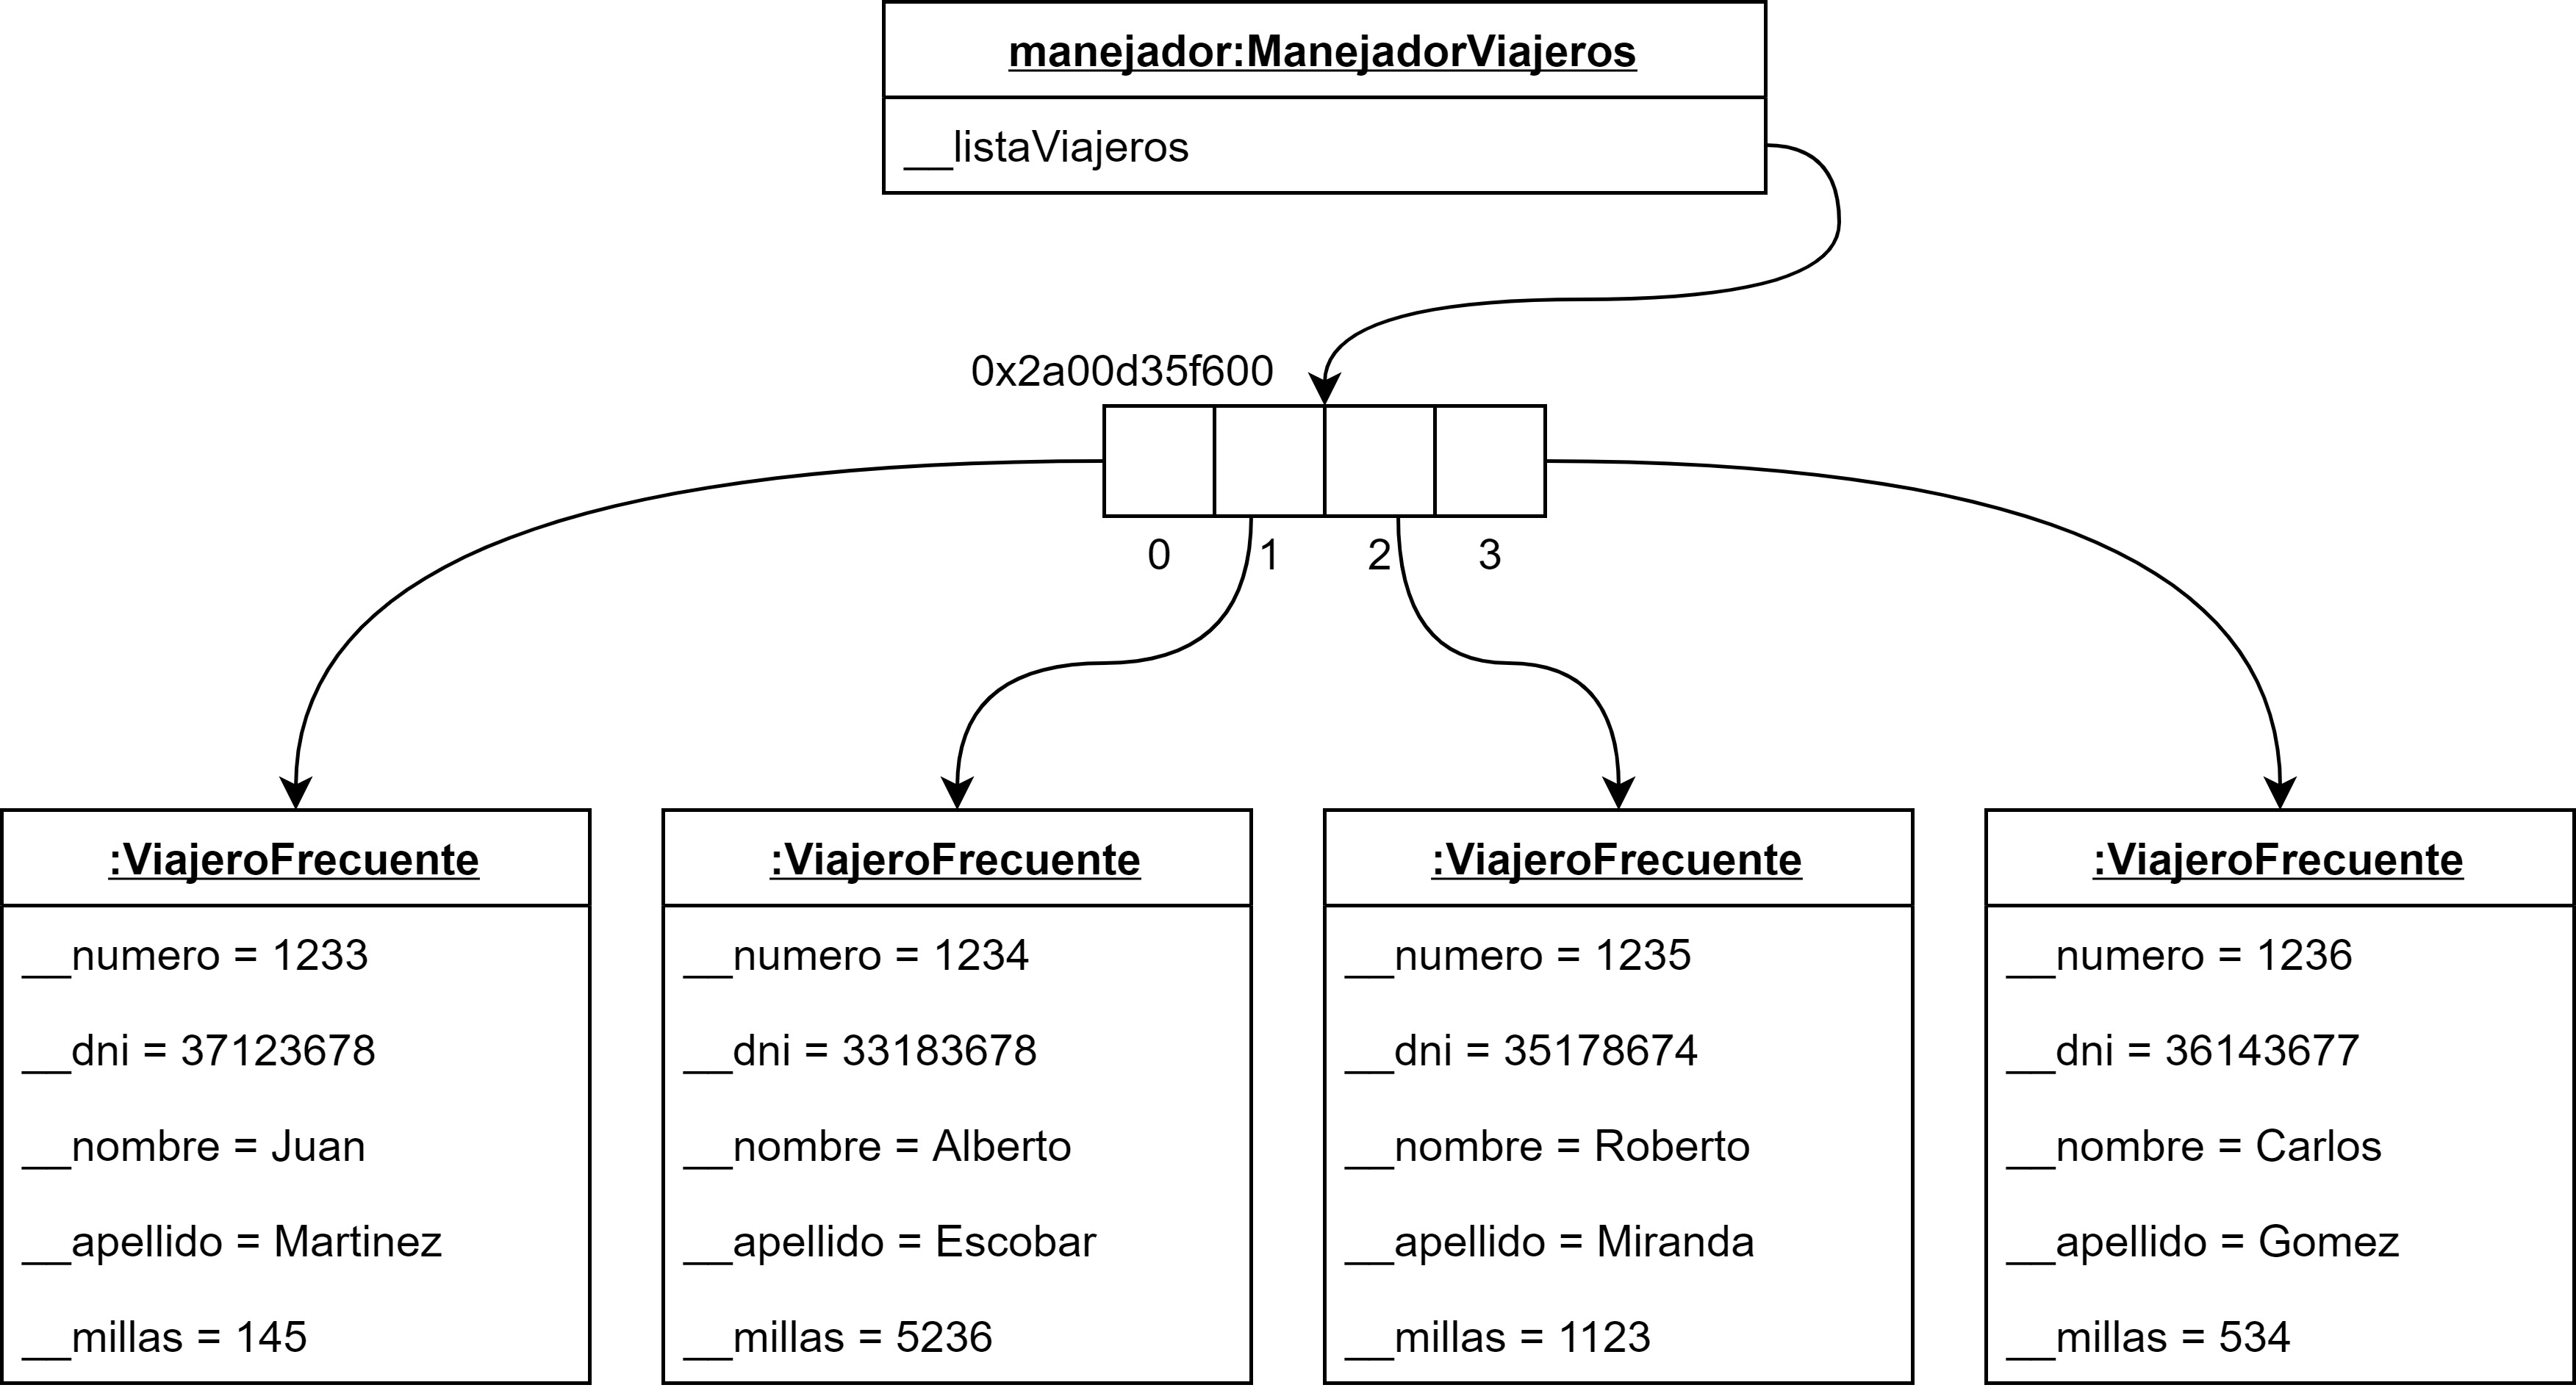 manejador:ManejadorViajeros
__listaViajeros
0x2a00d35f600
0 1 2 3
:ViajeroFrecuente
__numero = 1233
__dni = 37123678
__nombre = Juan
__apellido = Martinez
__millas = 145
:ViajeroFrecuente
__numero = 1234
__dni = 33183678
__nombre = Alberto
__apellido = Escobar
__millas = 5236
:ViajeroFrecuente
__numero = 1235
__dni = 35178674
__nombre = Roberto
__apellido = Miranda
__millas = 1123
:ViajeroFrecuente
__numero = 1236
__dni = 36143677
__nombre = Carlos
__apellido = Gomez
__millas = 534